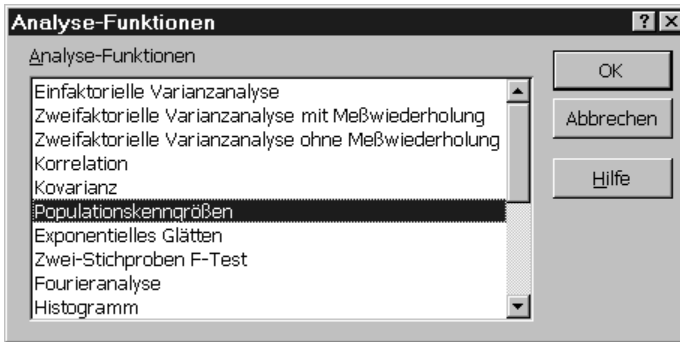 Analyse-Funktionen
Analyse-Funktionen
Einfaktorielle Varianzanalyse
Zweifaktorielle Varianzanalyse mit Meßwiederholung
Zweifaktorielle Varianzanalyse ohne Meßwiederholung
Korrelation
Kovarianz
Populationskenngrößen
Exponentielles Glätten
Zwei-Stichproben F-Test
Fourieranalyse
Histogramm
OK
Abbrechen
Hilfe